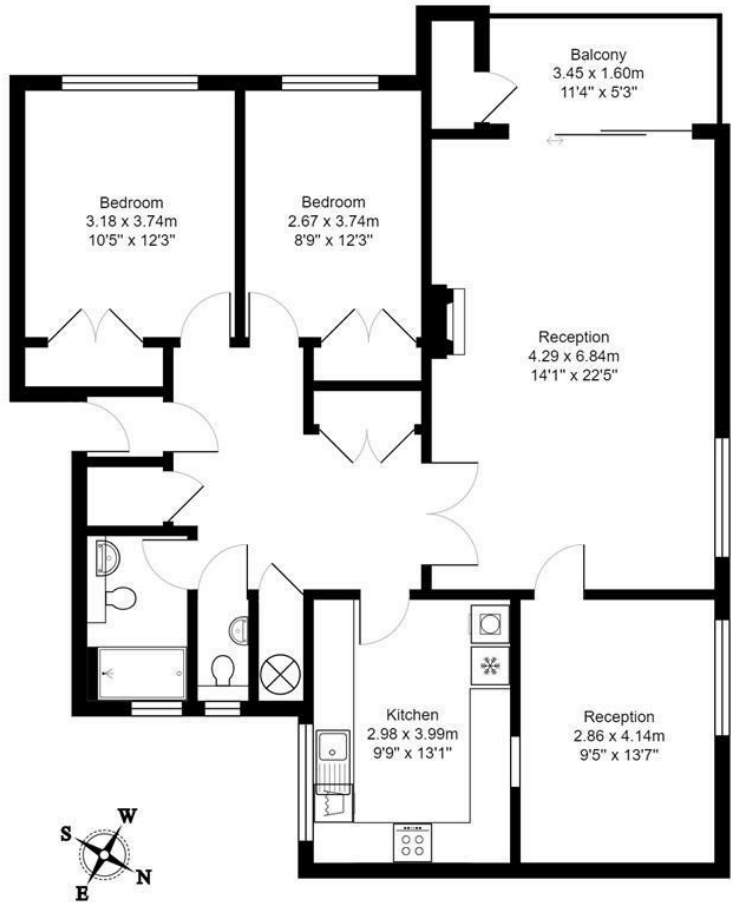 Balcony
3.45 x 1.60m
11'4" x 5'3"
Bedroom
3.18 x 3.74m
10'5" x 12'3"
Bedroom
2.67 x 3.74m
8'9" x 12'3"
Reception
4.29 x 6.84m
14'1" x 22'5"
Kitchen
2.98 x 3.99m
9'9" x 13'1"
Reception
2.86 x 4.14m
9'5" x 13'7"
W
S
N
E